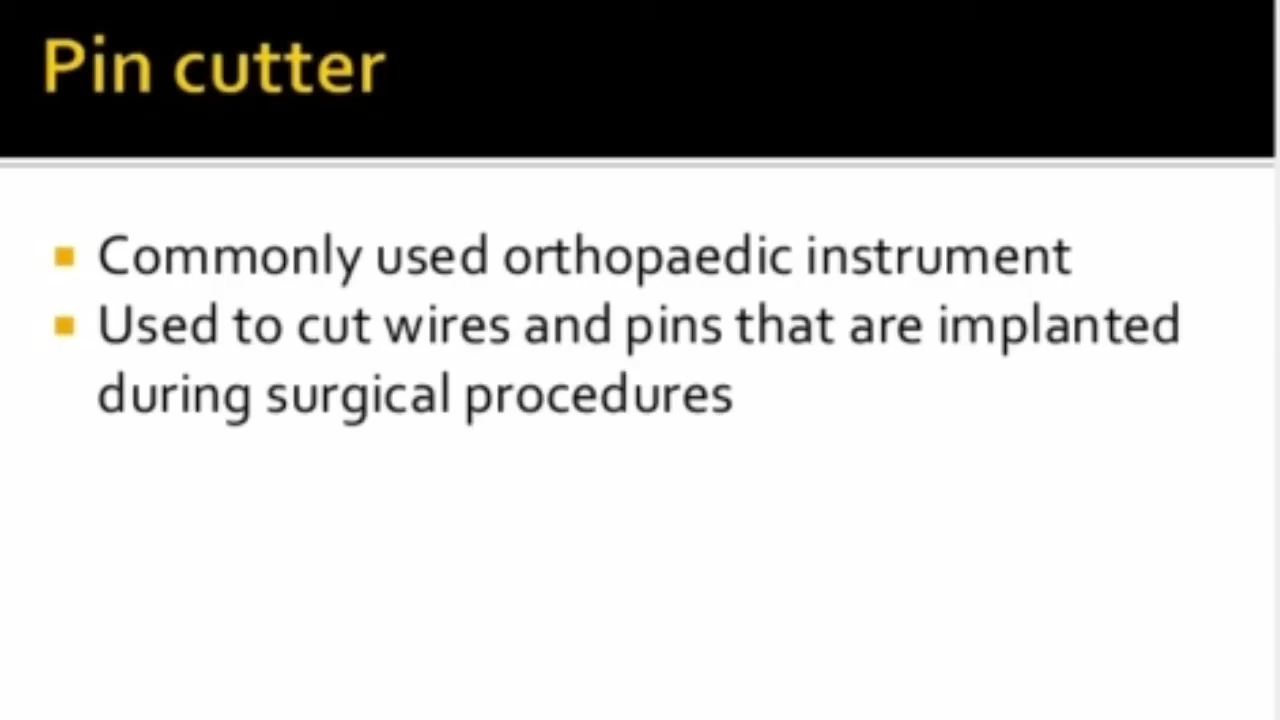 Pin cutter
Commonly used orthopaedic instrument
Used to cut wires and pins that are implanted
during surgical procedures